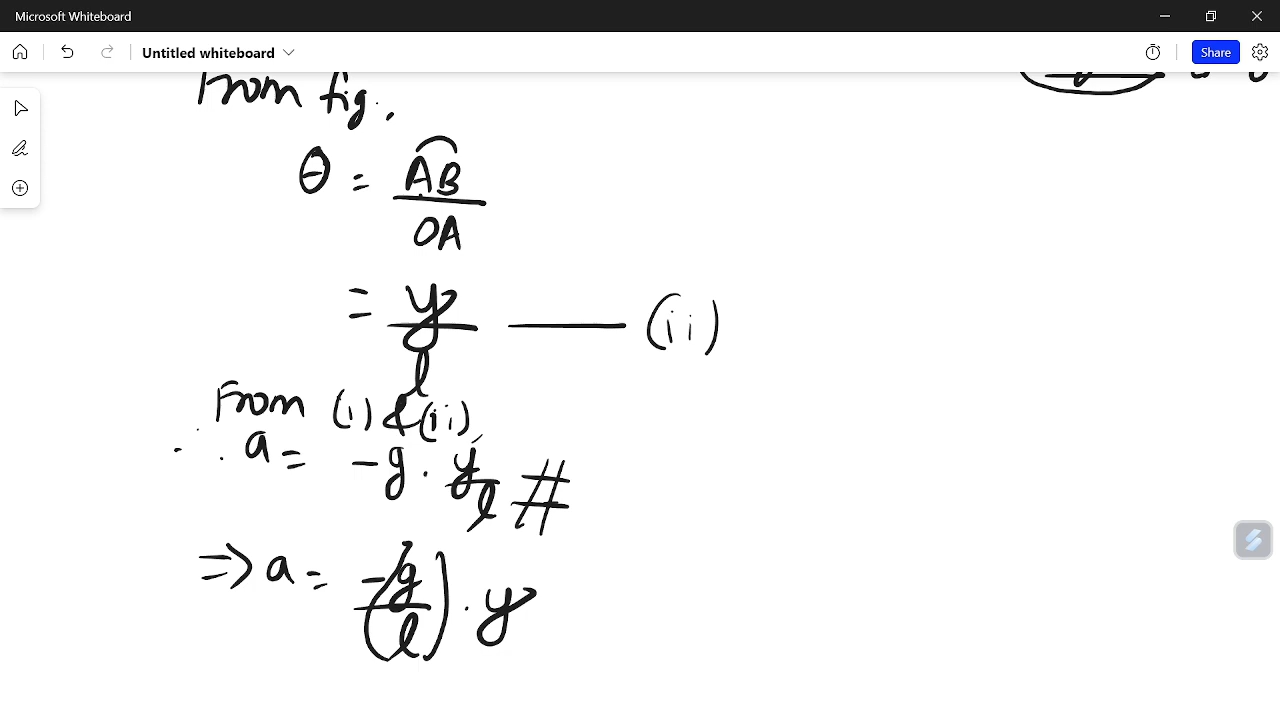 Microsoft Whiteboard
Untitled whiteboard
Share
From fig.
θ = AB
OA
= y
l
(ii)
From (i) & (ii),
∴ a = -g . y
l #
⇒ a = (-g
l) . y